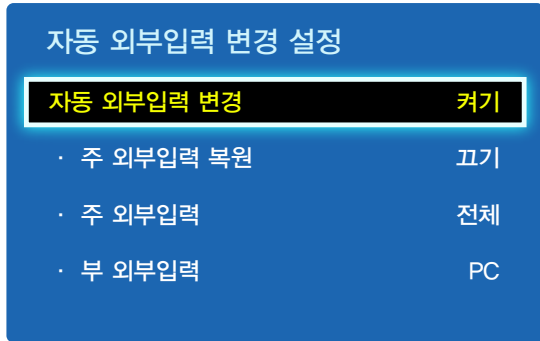 자동 외부입력 변경 설정
자동 외부입력 변경 켜기
· 주 외부입력 복원 끄기
· 주 외부입력 전체
· 부 외부입력 PC